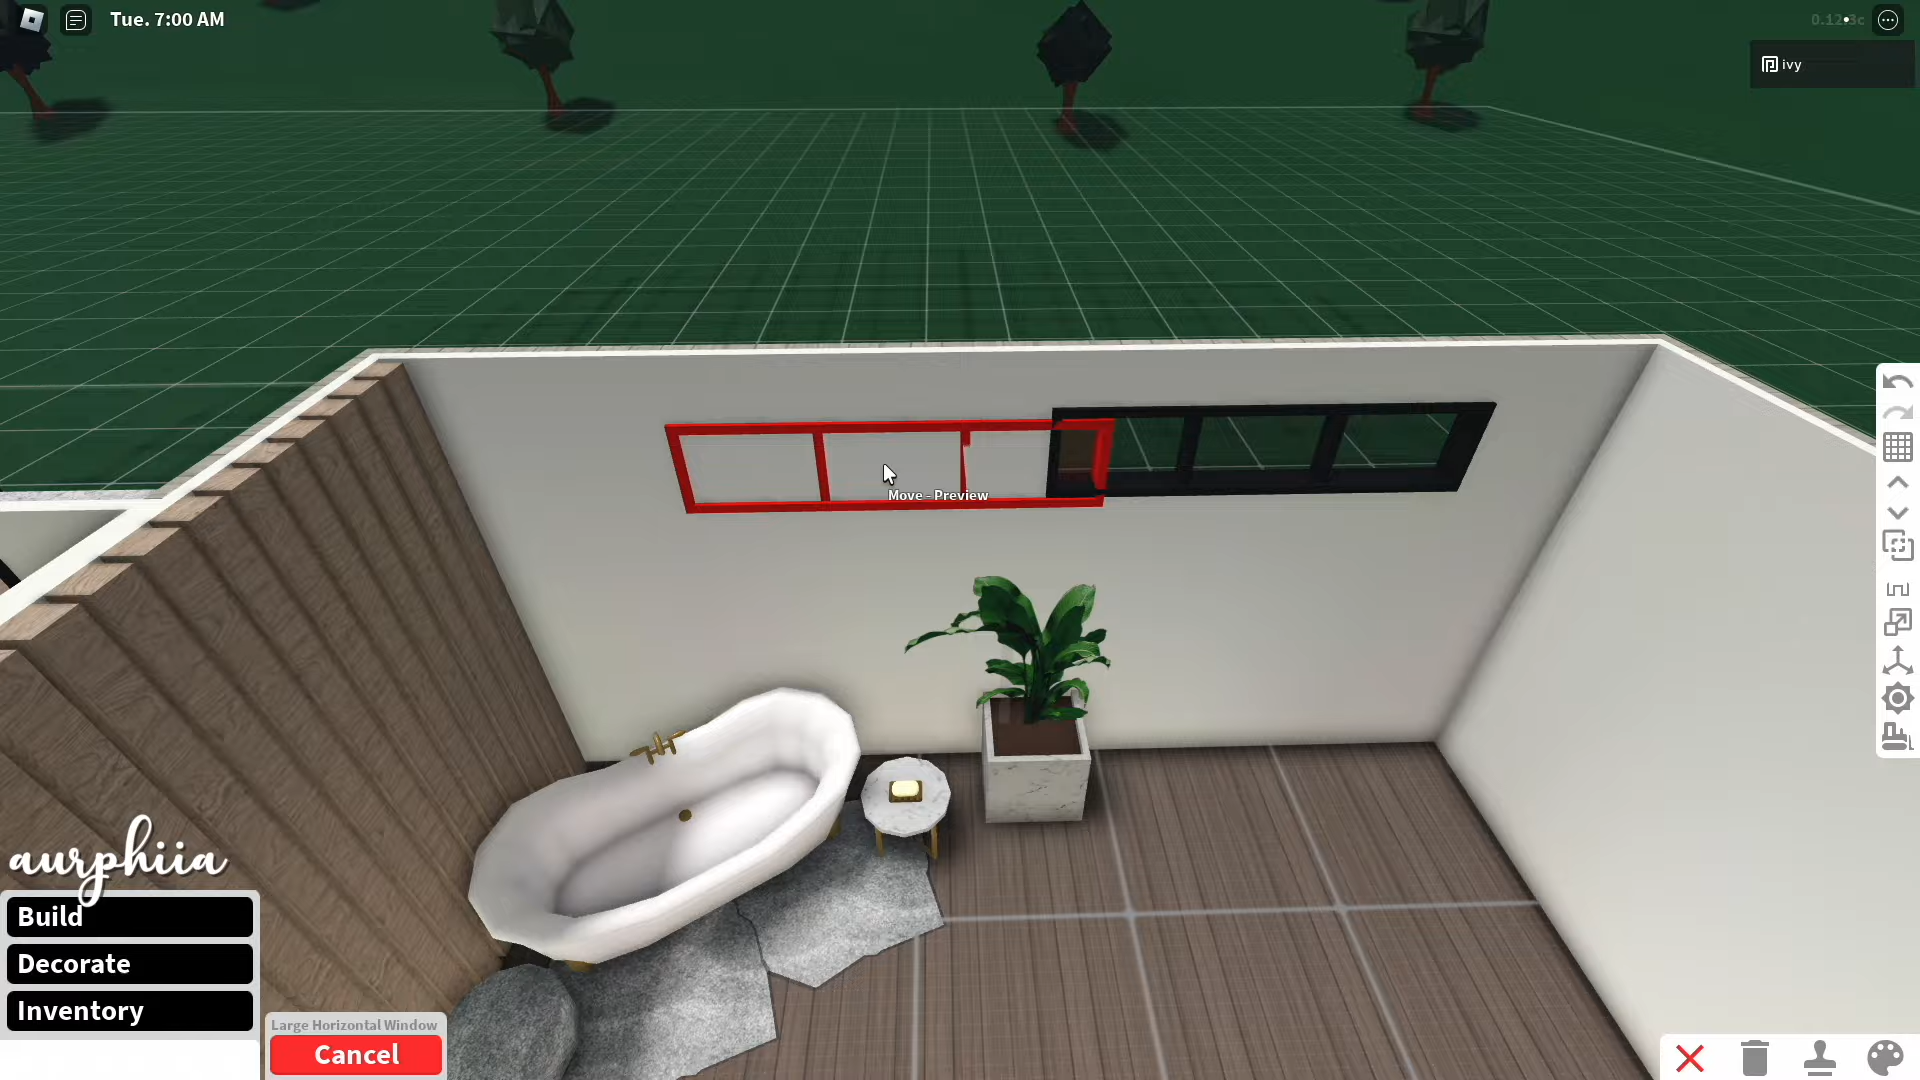 Tue. 7:00 AM
ivy
Move - Preview
aurphiia
Build
Decorate
Inventory
Large Horizontal Window
Cancel